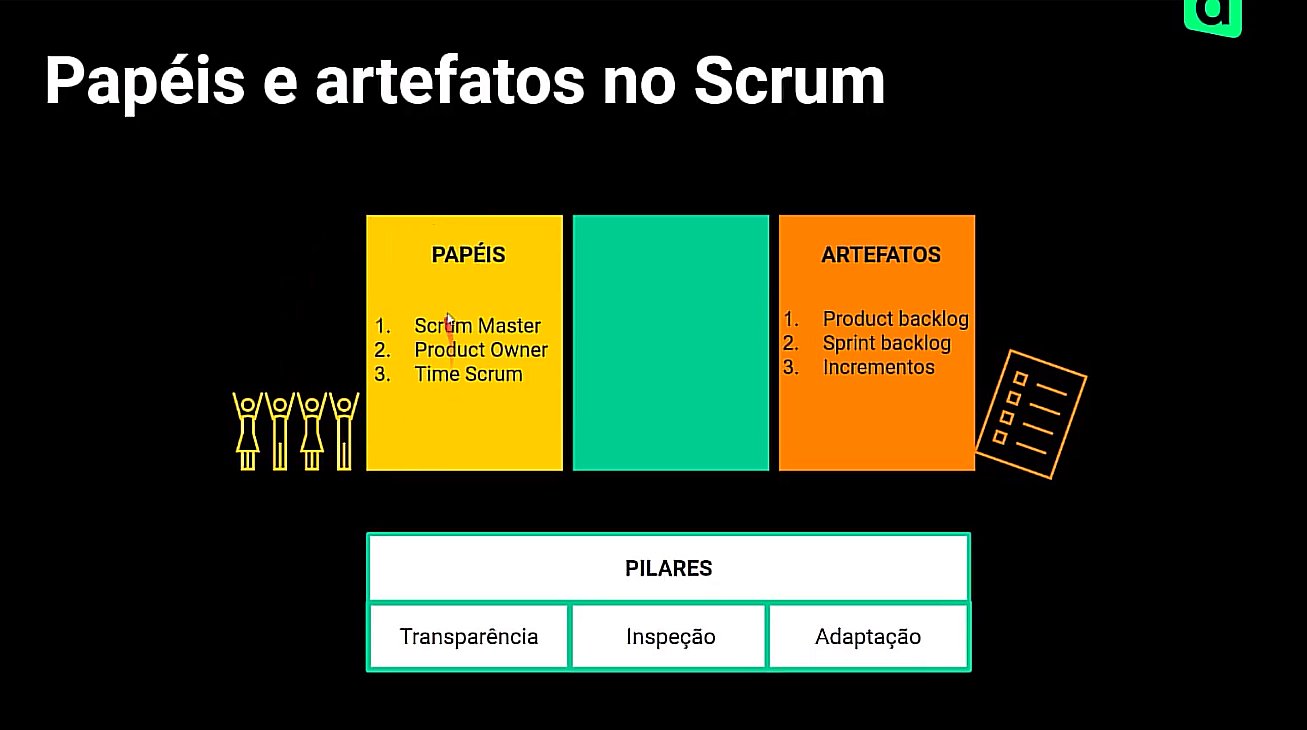 a
Papéis e artefatos no Scrum
PAPÉIS
1. Scrum Master
2. Product Owner
3. Time Scrum
ARTEFATOS
1. Product backlog
2. Sprint backlog
3. Incrementos
PILARES
Transparência
Inspeção
Adaptação